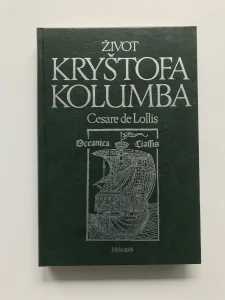 ŽIVOT
KRYŠTOFA
KOLUMBA
Cesare de Lollis
Oceanica Classis